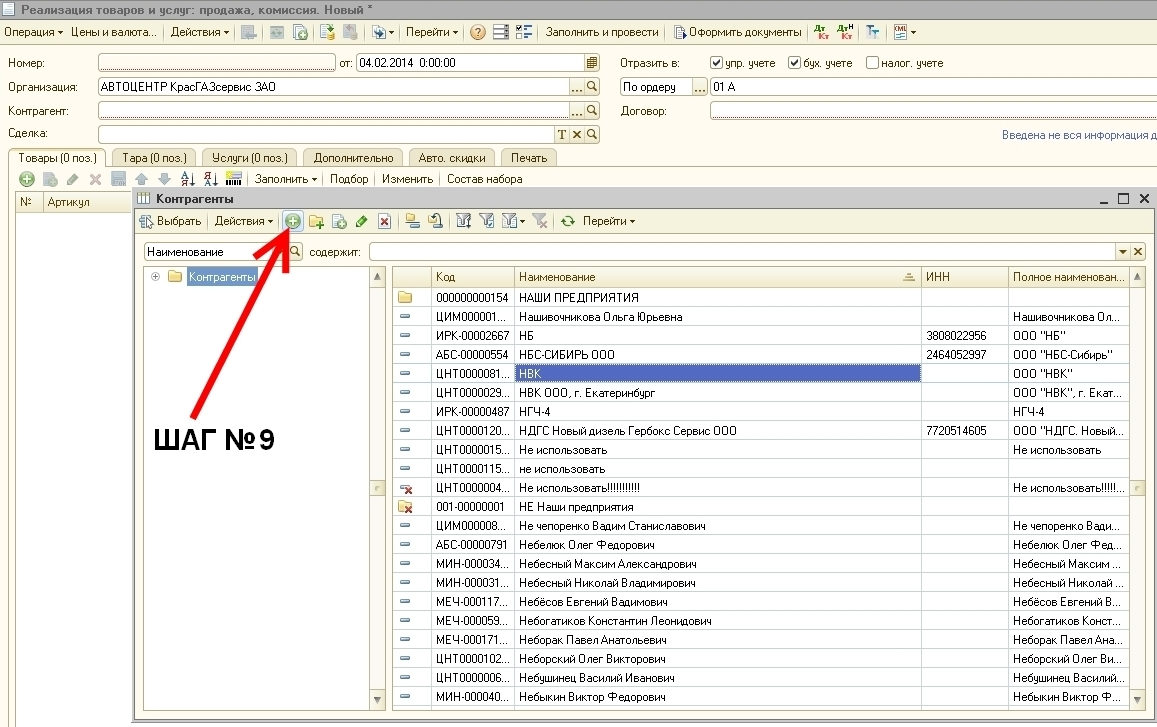 Реализация товаров и услуг: продажа, комиссия. Новый *
Операция Цены и валюта... Действия Перейти Заполнить и провести Оформить документы
Номер: от: 04.02.2014 0:00:00 Отразить в: упр. учете бух. учете налог. учете
Организация: АВТОЦЕНТР КрасГАЗсервис ЗАО ... По ордеру ... 01 А
Контрагент: ... Договор:
Сделка: T Введена не вся информация д
Товары (0 поз.) Тара (0 поз.) Услуги (0 поз.) Дополнительно Авто. скидки Печать
Заполнить Подбор Изменить Состав набора
№ Артикул
Контрагенты
Выбрать Действия Перейти
Наименование содержит:
Контрагенты
Код Наименование ИНН Полное наименован...
000000000154 НАШИ ПРЕДПРИЯТИЯ
ЦИМ000001... Нашивочникова Ольга Юрьевна Нашивочникова Ол...
ИРК-00002667 НБ 3808022956 ООО "НБ"
АБС-00000554 НБС-СИБИРЬ ООО 2464052997 ООО "НБС-Сибирь"
ЦНТ0000081... НВК ООО "НВК"
ЦНТ0000029... НВК ООО, г. Екатеринбург ООО "НВК", г. Екат...
ИРК-00000487 НГЧ-4 НГЧ-4
ЦНТ0000120... НДГС Новый дизель Гербокс Сервис ООО 7720514605 ООО "НДГС. Новый...
ЦНТ0000015... Не использовать Не использовать
ЦНТ0000115... не использовать
ЦНТ0000004... Не использовать!!!!!!!!!!! Не использовать!!!!!...
001-00000001 НЕ Наши предприятия
ЦИМ000008... Не чепоренко Вадим Станиславович Не чепоренко Вади...
АБС-00000791 Небелюк Олег Федорович Небелюк Олег Фед...
МИН-000034... Небесный Максим Александрович Небесный Максим ...
МИН-000031... Небесный Николай Владимирович Небесный Николай ...
МЕЧ-000117... Небёсов Евгений Вадимович Небёсов Евгений В...
МЕЧ-000059... Небогатиков Константин Леонидович Небогатиков Конст...
МЕЧ-000171... Неборак Павел Анатольевич Неборак Павел Ана...
ЦНТ0000102... Неборский Олег Викторович Неборский Олег Ви...
ЦНТ0000006... Небушинец Василий Иванович Небушинец Василий...
МИН-000040... Небыкин Виктор Федорович Небыкин Виктор Ф...
ШАГ №9